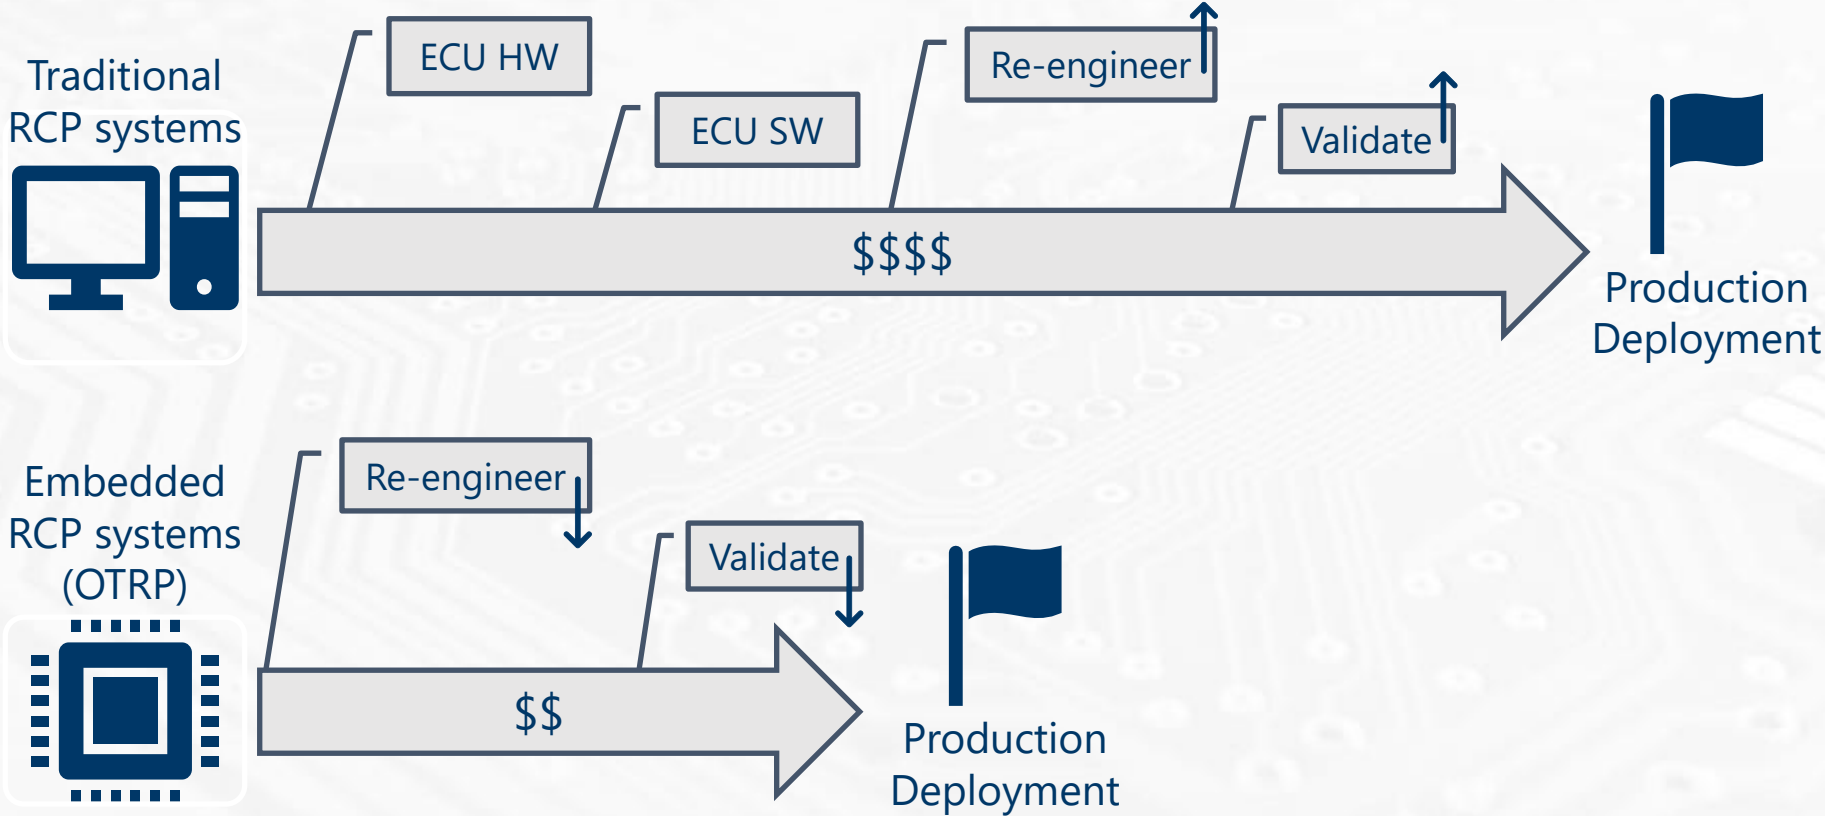 Traditional
RCP systems
ECU HW
ECU SW
Re-engineer
Validate
$$$$
Production
Deployment
Embedded
RCP systems
(OTRP)
Re-engineer
Validate
$$
Production
Deployment